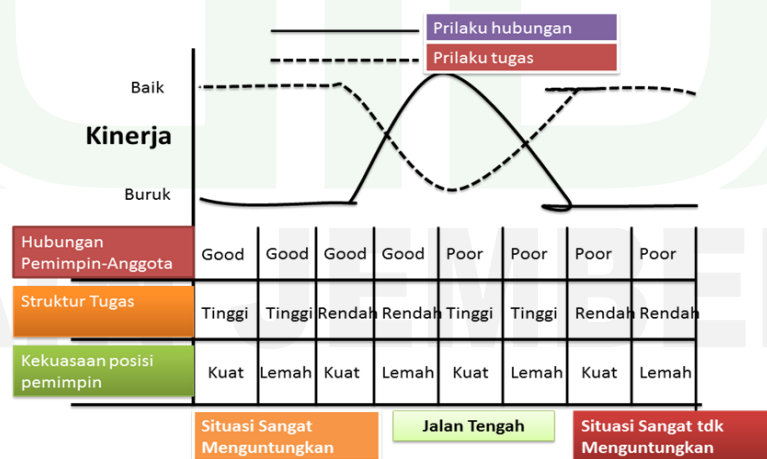 Prilaku hubungan
Prilaku tugas
Baik
Kinerja
Buruk
Hubungan
Pemimpin-Anggota
Good Good Good Good Poor Poor Poor Poor
Struktur Tugas
Tinggi Tinggi Rendah Rendah Tinggi Tinggi Rendah Rendah
Kekuasaan posisi
pemimpin
Kuat Lemah Kuat Lemah Kuat Lemah Kuat Lemah
Situasi Sangat
Menguntungkan
Jalan Tengah
Situasi Sangat tdk
Menguntungkan
JEMBE